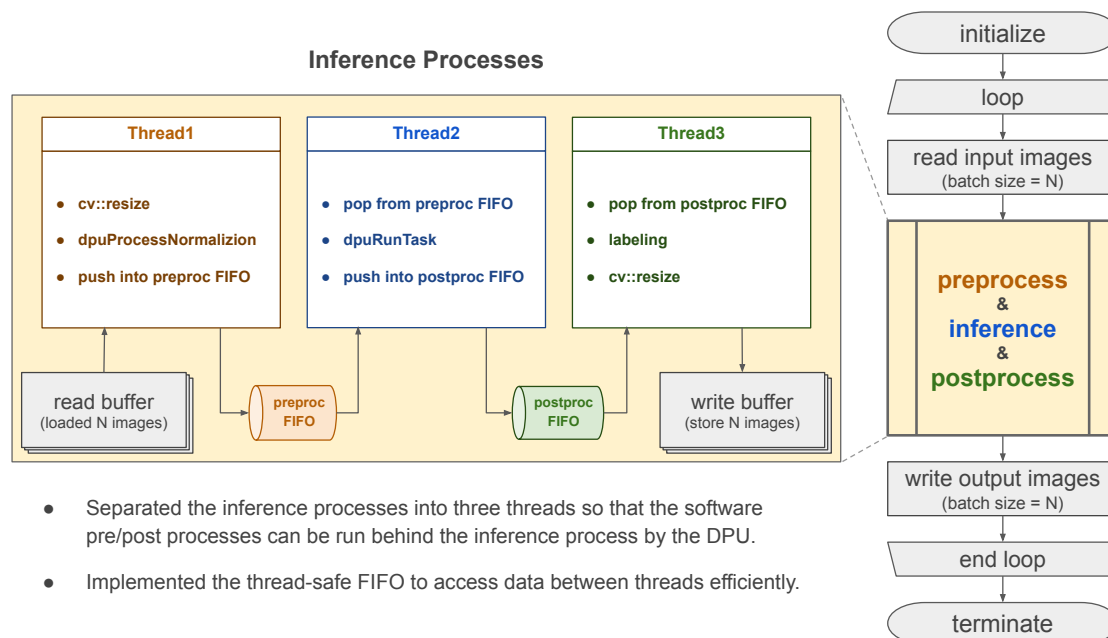 Inference Processes
Thread1
● cv::resize
● dpuProcessNormalizion
● push into preproc FIFO
Thread2
● pop from preproc FIFO
● dpuRunTask
● push into postproc FIFO
Thread3
● pop from postproc FIFO
● labeling
● cv::resize
read buffer
(loaded N images)
preproc
FIFO
postproc
FIFO
write buffer
(store N images)
● Separated the inference processes into three threads so that the software
pre/post processes can be run behind the inference process by the DPU.
● Implemented the thread-safe FIFO to access data between threads efficiently.
initialize
loop
read input images
(batch size = N)
preprocess
&
inference
&
postprocess
write output images
(batch size = N)
end loop
terminate